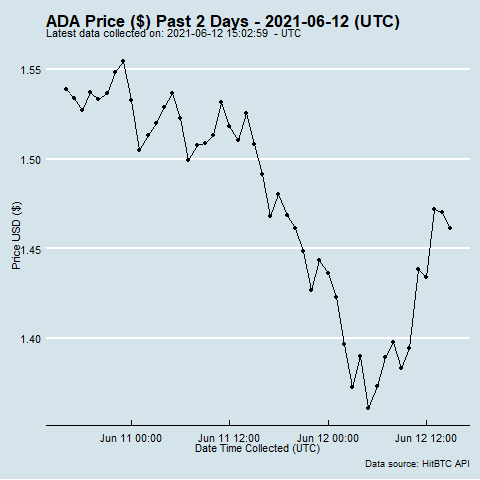 ADA Price ($) Past 2 Days - 2021-06-12 (UTC)
Latest data collected on: 2021-06-12 15:02:59 - UTC
1.55
1.50
1.45
1.40
Price USD ($)
Jun 11 00:00
Jun 11 12:00
Jun 12 00:00
Jun 12 12:00
Date Time Collected (UTC)
Data source: HitBTC API